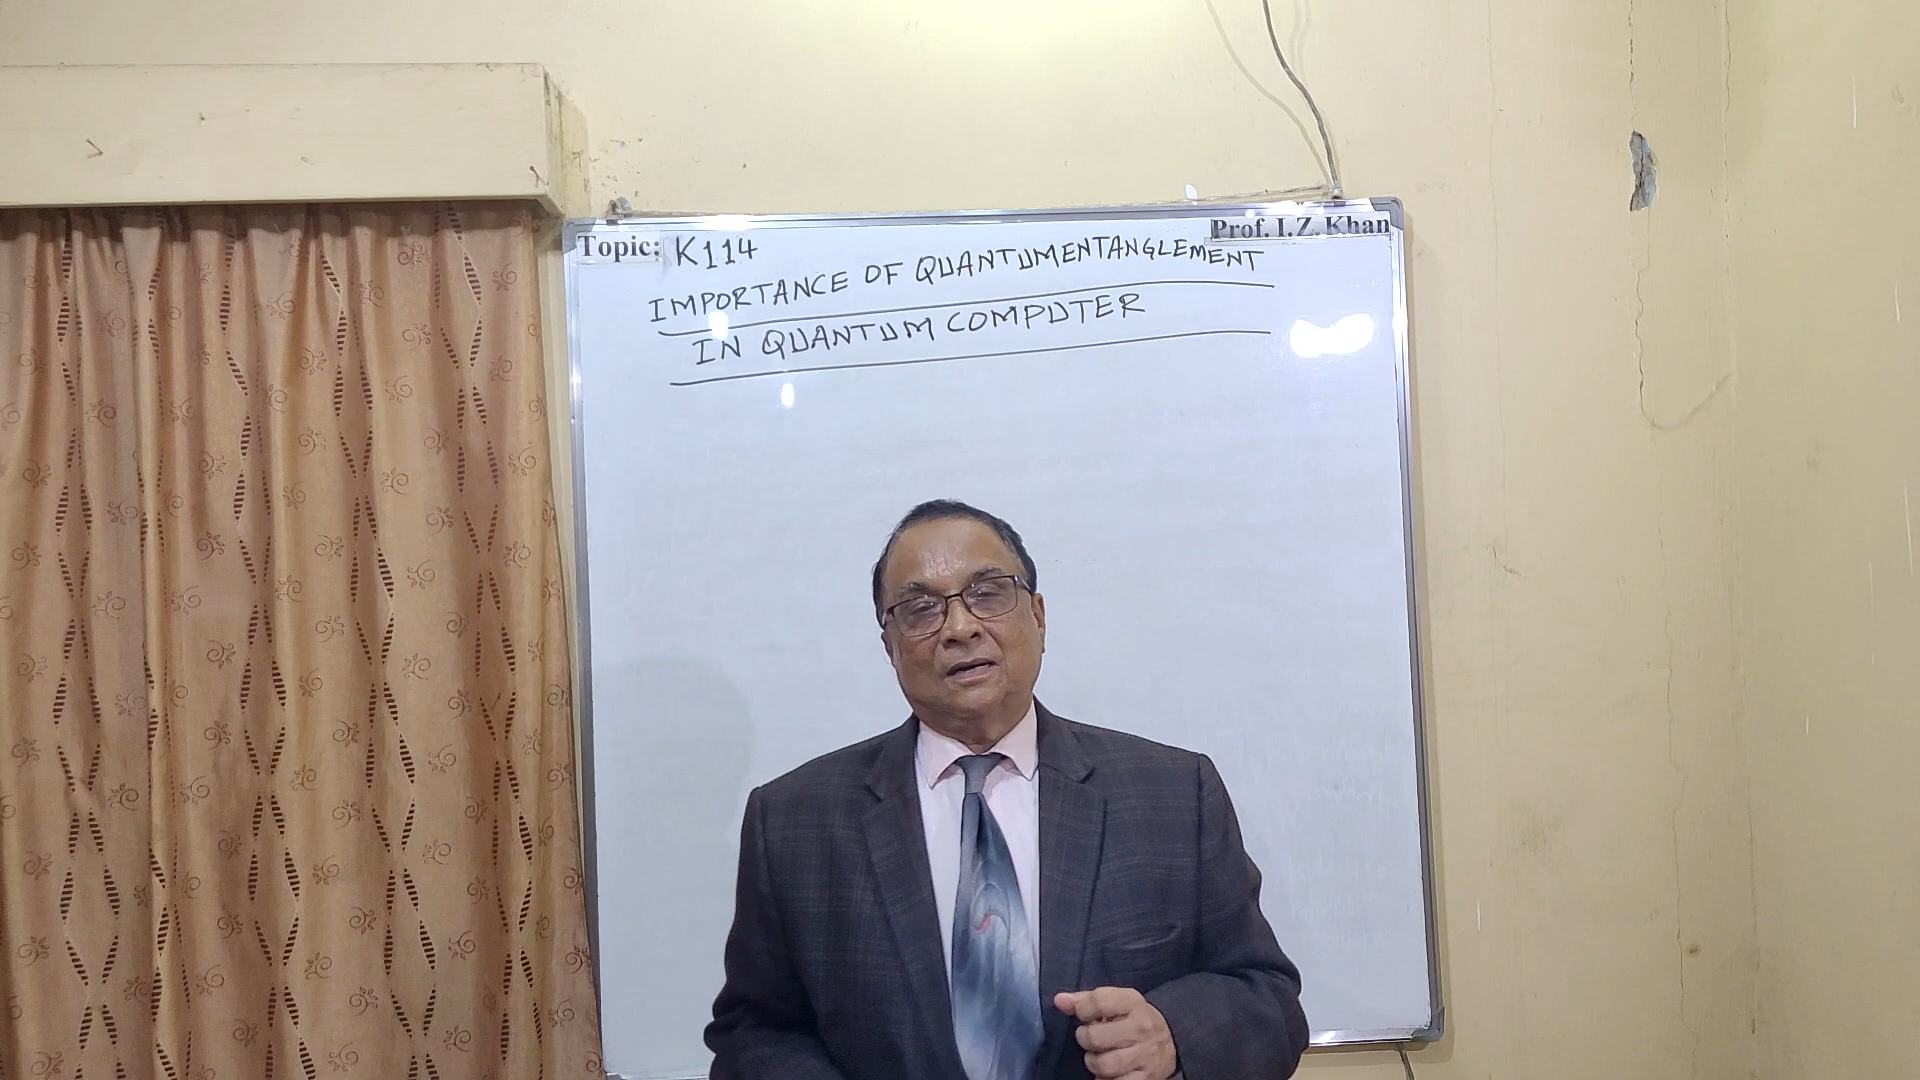 Topic: K114
Prof. I. Z. Khan
IMPORTANCE OF QUANTUMENTANGLEMENT
IN QUANTUM COMPUTER